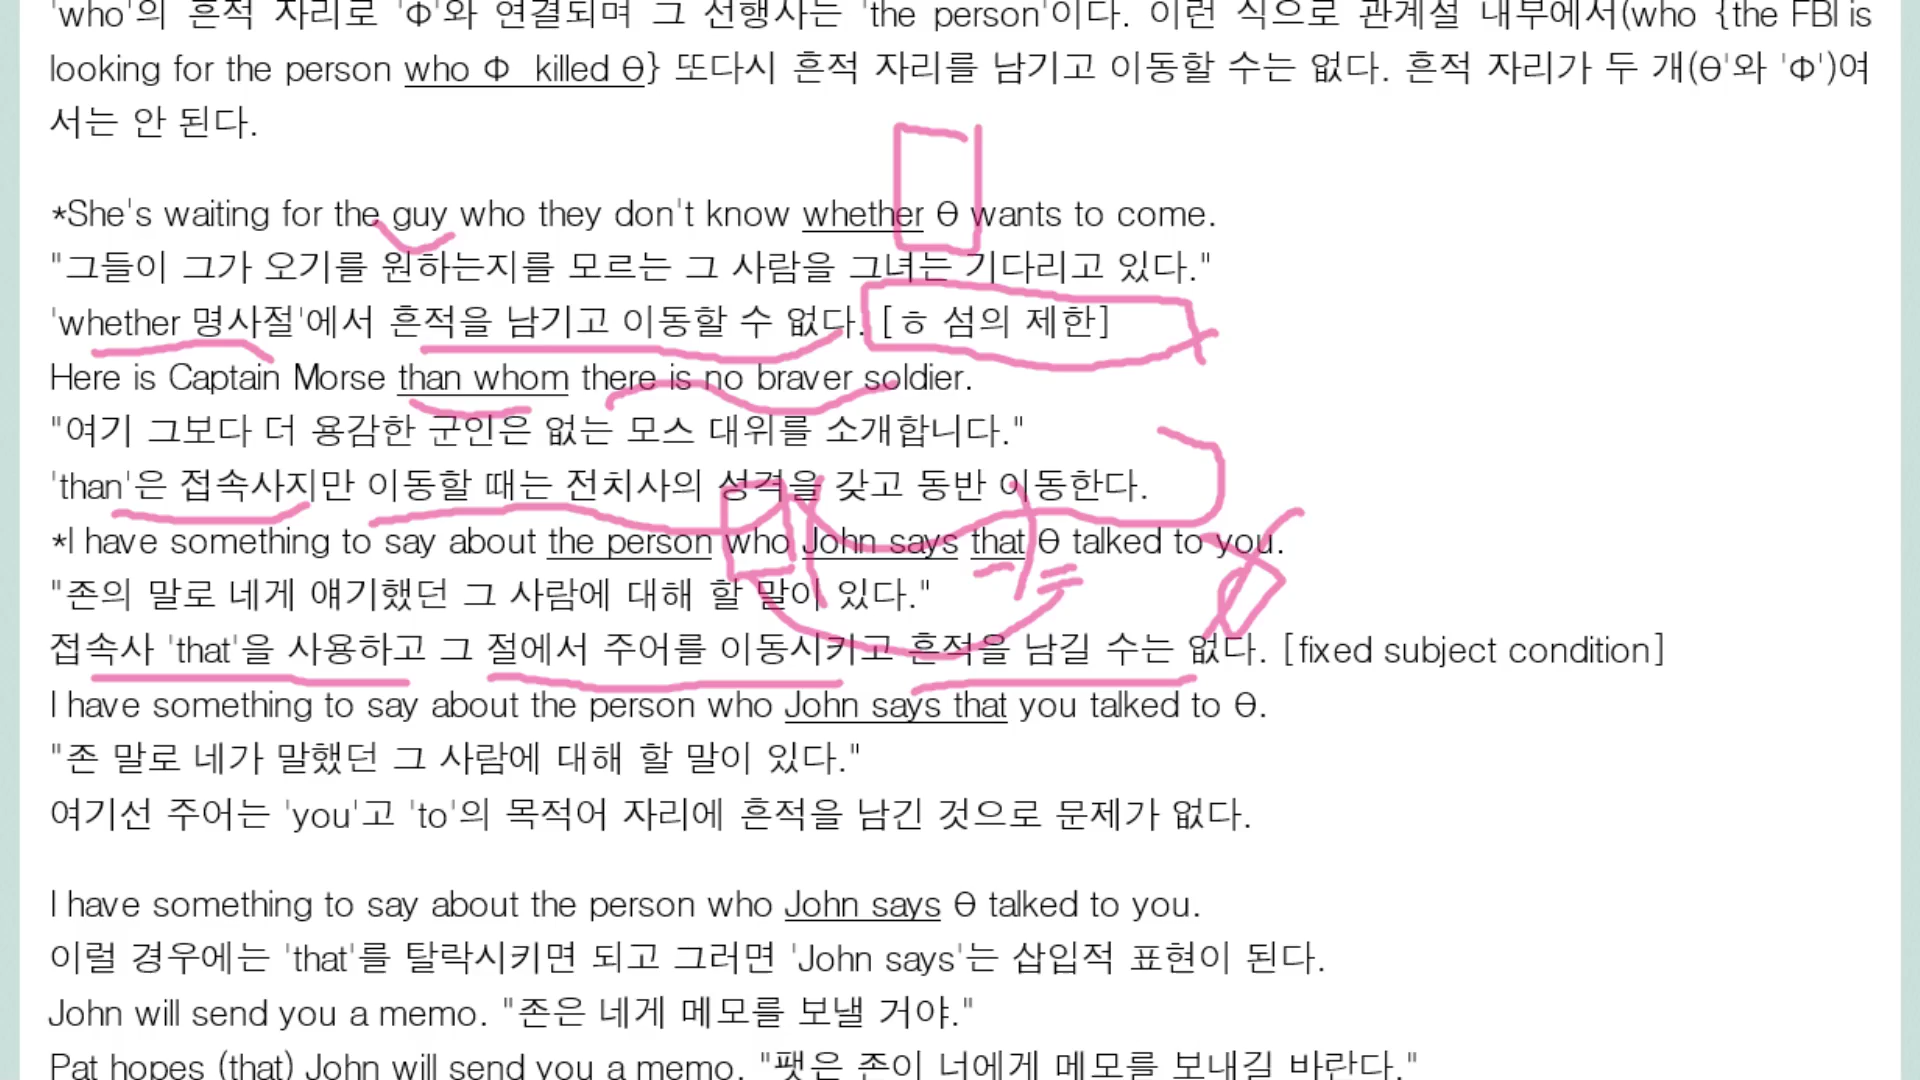 'who'의 흔적 자리로 'Φ'와 연결되며 그 선행사는 'the person'이다. 이런 식으로 관계절 내부에서(who {the FBI is
looking for the person who Φ killed Θ} 또다시 흔적 자리를 남기고 이동할 수는 없다. 흔적 자리가 두 개(Θ'와 'Φ')여
서는 안 된다.
*She's waiting for the guy who they don't know whether Θ wants to come.
"그들이 그가 오기를 원하는지를 모르는 그 사람을 그녀는 기다리고 있다."
'whether 명사절'에서 흔적을 남기고 이동할 수 없다. [ㅎ 섬의 제한]
Here is Captain Morse than whom there is no braver soldier.
"여기 그보다 더 용감한 군인은 없는 모스 대위를 소개합니다."
'than'은 접속사지만 이동할 때는 전치사의 성격을 갖고 동반 이동한다.
*I have something to say about the person who John says that Θ talked to you.
"존의 말로 네게 얘기했던 그 사람에 대해 할 말이 있다."
접속사 'that'을 사용하고 그 절에서 주어를 이동시키고 흔적을 남길 수는 없다. [fixed subject condition]
I have something to say about the person who John says that you talked to Θ.
"존 말로 네가 말했던 그 사람에 대해 할 말이 있다."
여기선 주어는 'you'고 'to'의 목적어 자리에 흔적을 남긴 것으로 문제가 없다.
I have something to say about the person who John says Θ talked to you.
이럴 경우에는 'that'를 탈락시키면 되고 그러면 'John says'는 삽입적 표현이 된다.
John will send you a memo. "존은 네게 메모를 보낼 거야."
Pat hopes (that) John will send you a memo. "팻은 존이 너에게 메모를 보내길 바란다."